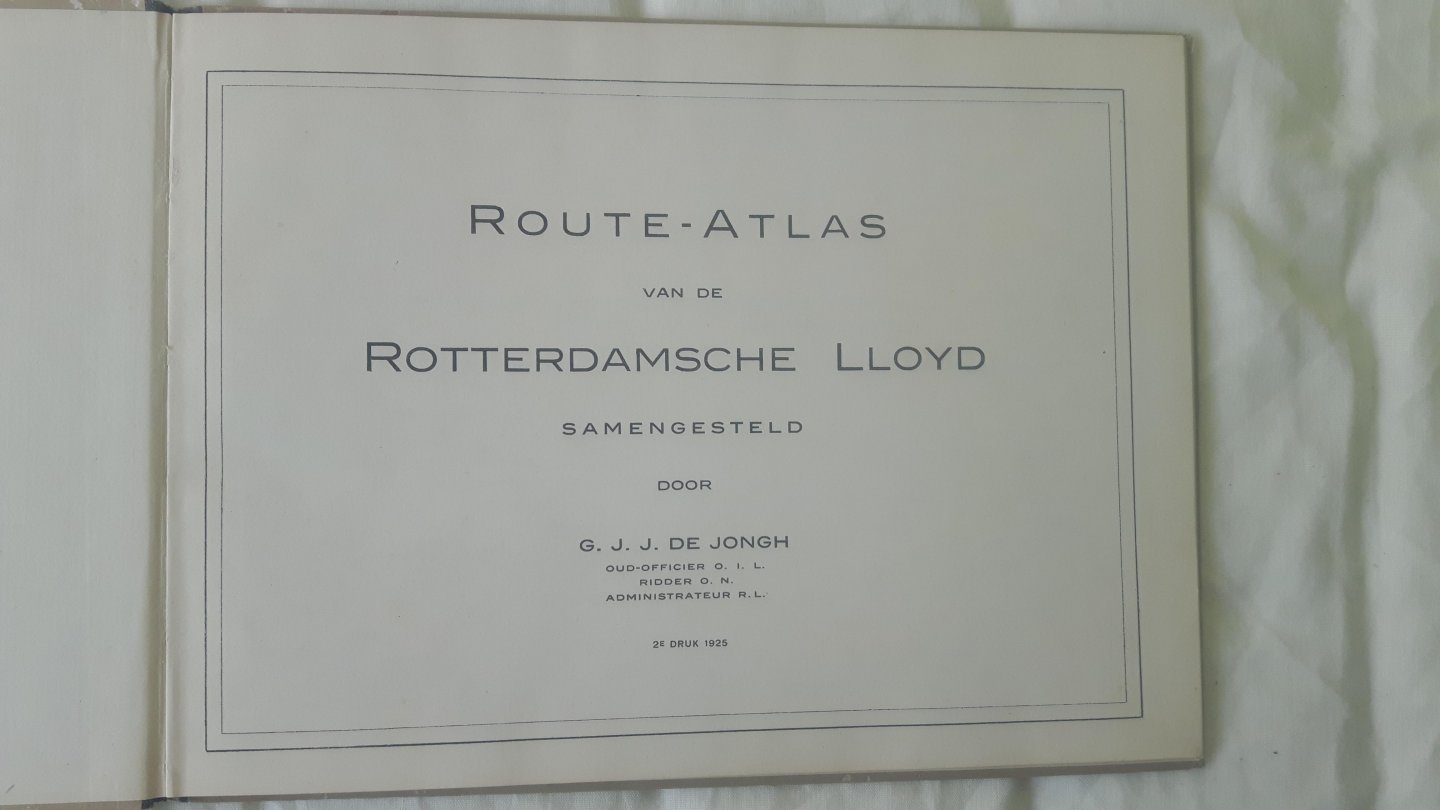 ROUTE-ATLAS
VAN DE
ROTTERDAMSCHE LLOYD
SAMENGESTELD
DOOR
G. J. J. DE JONGH
OUD-OFFICIER O. I. L.
RIDDER O. N.
ADMINISTRATEUR R.L.
2E DRUK 1925